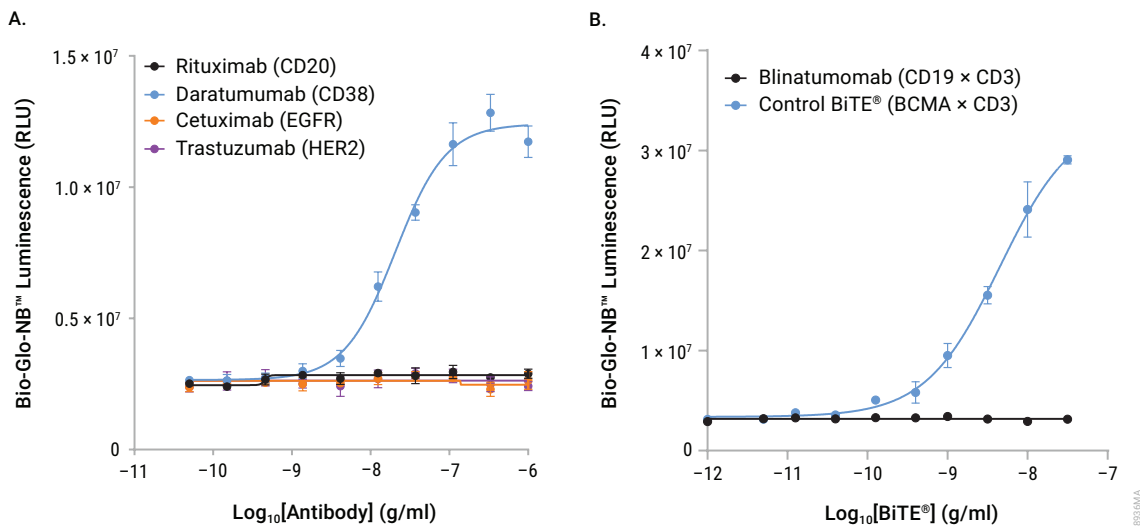 A.
Bio-Glo-NB™ Luminescence (RLU)
1.5 × 10⁷
1.0 × 10⁷
0.5 × 10⁷
0
Rituximab (CD20)
Daratumumab (CD38)
Cetuximab (EGFR)
Trastuzumab (HER2)
−11
−10
−9
−8
−7
−6
Log₁₀[Antibody] (g/ml)
B.
Bio-Glo-NB™ Luminescence (RLU)
4 × 10⁷
3 × 10⁷
2 × 10⁷
1 × 10⁷
0
Blinatumomab (CD19 × CD3)
Control BiTE® (BCMA × CD3)
−12
−11
−10
−9
−8
−7
Log₁₀[BiTE®] (g/ml)
8936MA